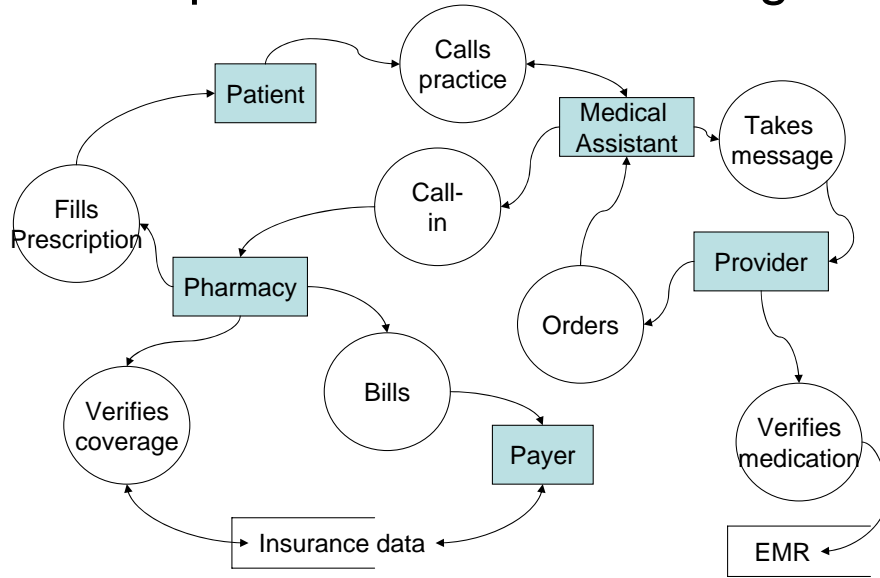 Calls
practice
Patient
Medical
Assistant
Takes
message
Call-
in
Fills
Prescription
Provider
Pharmacy
Orders
Bills
Verifies
coverage
Verifies
medication
Payer
Insurance data
EMR